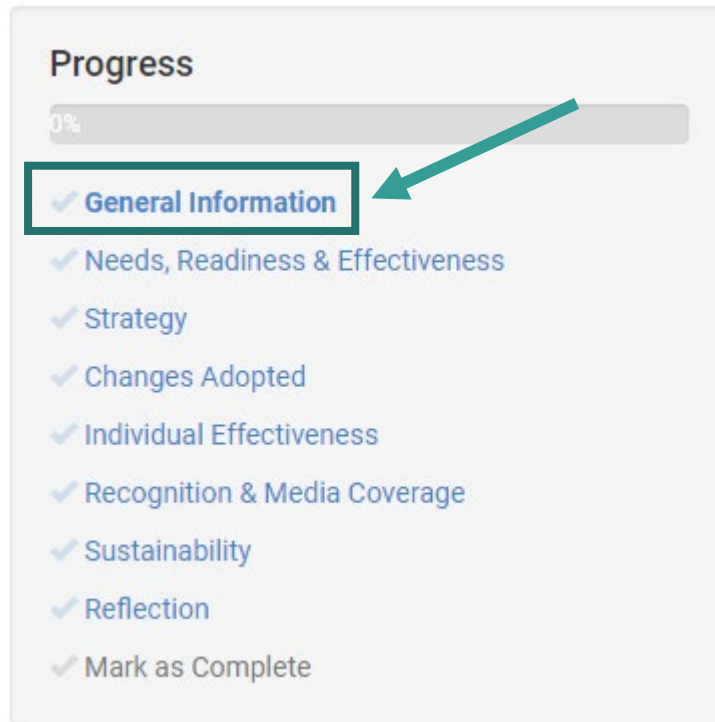 Progress
0%
General Information
Needs, Readiness & Effectiveness
Strategy
Changes Adopted
Individual Effectiveness
Recognition & Media Coverage
Sustainability
Reflection
Mark as Complete